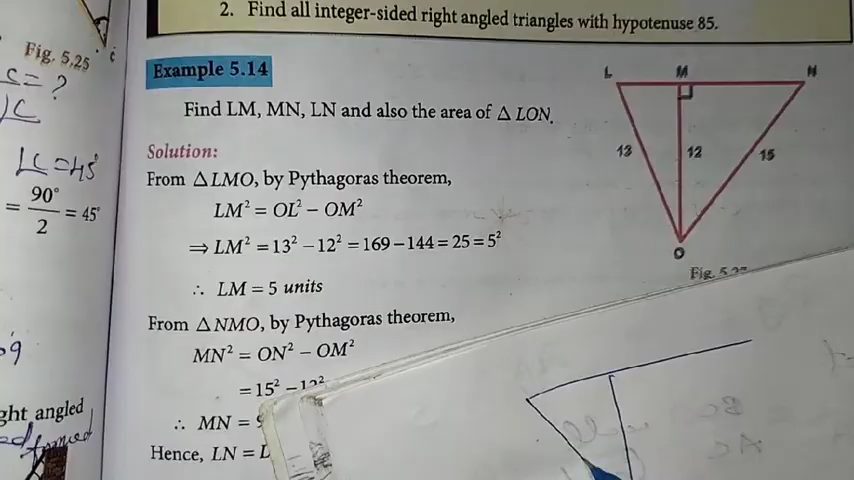 2. Find all integer-sided right angled triangles with hypotenuse 85.
Fig. 5.25
Example 5.14
Find LM, MN, LN and also the area of △ LON.
Solution:
From △LMO, by Pythagoras theorem,
LM² = OL² − OM²
⇒ LM² = 13² − 12² = 169 − 144 = 25 = 5²
∴ LM = 5 units
From △NMO, by Pythagoras theorem,
MN² = ON² − OM²
= 15² − 12²
∴ MN =
Hence, LN =
L M N
13 12 15
O
Fig.
C = ?
∠C
∠C = 45°
= 90°/2 = 45°
ght angled